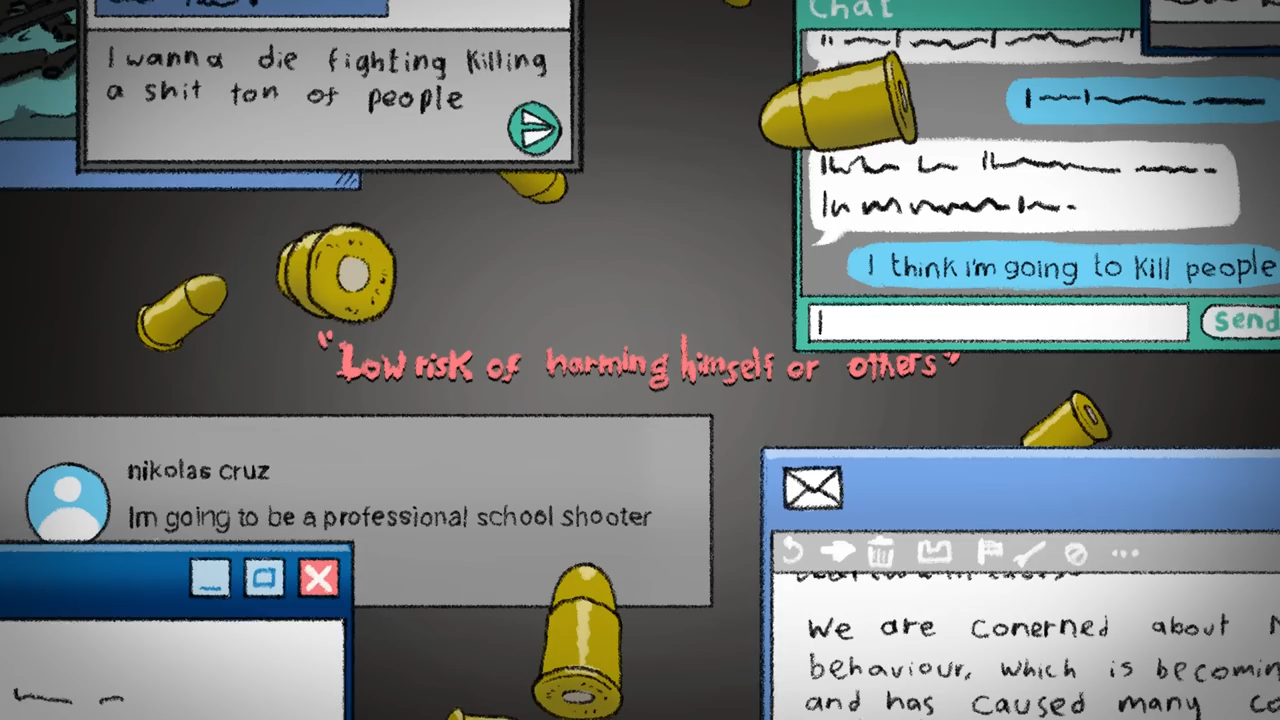 I wanna die fighting killing
a shit ton of people
Chat
I think i'm going to kill people
send
"Low risk of harming himself or others"
nikolas cruz
Im going to be a professional school shooter
We are conerned about
behaviour, which is becomin
and has caused many co